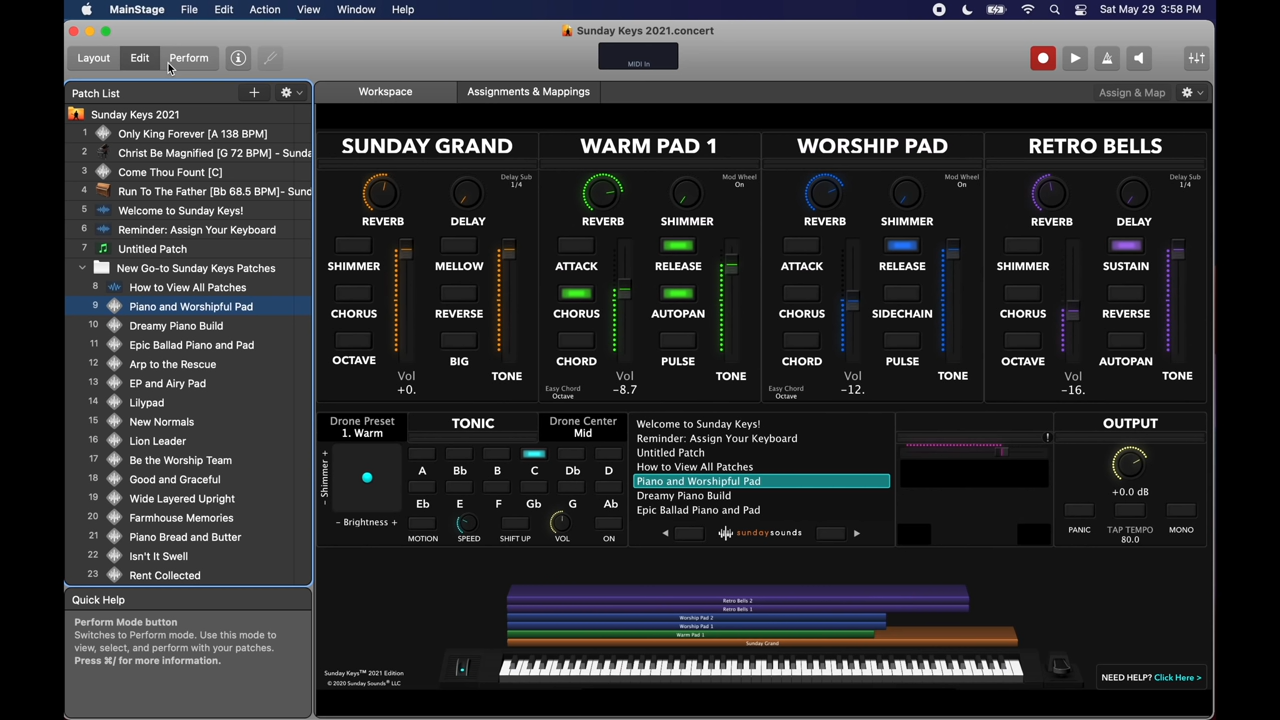 MainStage File Edit Action View Window Help Sat May 29 3:58 PM
Sunday Keys 2021.concert
Layout Edit Perform
MIDI In
Patch List
Workspace Assignments & Mappings Assign & Map
Sunday Keys 2021
1 Only King Forever [A 138 BPM]
2 Christ Be Magnified [G 72 BPM] - Sunda
3 Come Thou Fount [C]
4 Run To The Father [Bb 68.5 BPM]- Sund
5 Welcome to Sunday Keys!
6 Reminder: Assign Your Keyboard
7 Untitled Patch
New Go-to Sunday Keys Patches
8 How to View All Patches
9 Piano and Worshipful Pad
10 Dreamy Piano Build
11 Epic Ballad Piano and Pad
12 Arp to the Rescue
13 EP and Airy Pad
14 Lilypad
15 New Normals
16 Lion Leader
17 Be the Worship Team
18 Good and Graceful
19 Wide Layered Upright
20 Farmhouse Memories
21 Piano Bread and Butter
22 Isn't It Swell
23 Rent Collected
Quick Help
Perform Mode button
Switches to Perform mode. Use this mode to
view, select, and perform with your patches.
Press ⌘/ for more information.
SUNDAY GRAND
Delay Sub
1/4
REVERB DELAY
SHIMMER MELLOW
CHORUS REVERSE
OCTAVE BIG
Vol
+0.
TONE
WARM PAD 1
Mod Wheel
On
REVERB SHIMMER
ATTACK RELEASE
CHORUS AUTOPAN
CHORD PULSE
Easy Chord
Octave
Vol
-8.7
TONE
WORSHIP PAD
Mod Wheel
On
REVERB SHIMMER
ATTACK RELEASE
CHORUS SIDECHAIN
CHORD PULSE
Easy Chord
Octave
Vol
-12.
TONE
RETRO BELLS
Delay Sub
1/4
REVERB DELAY
SHIMMER SUSTAIN
CHORUS REVERSE
OCTAVE AUTOPAN
Vol
-16.
TONE
Drone Preset
1. Warm
TONIC
Drone Center
Mid
- Shimmer +
- Brightness +
A Bb B C Db D
Eb E F Gb G Ab
MOTION SPEED SHIFT UP VOL ON
Welcome to Sunday Keys!
Reminder: Assign Your Keyboard
Untitled Patch
How to View All Patches
Piano and Worshipful Pad
Dreamy Piano Build
Epic Ballad Piano and Pad
sundaysounds
!
OUTPUT
+0.0 dB
PANIC TAP TEMPO MONO
80.0
Retro Bells 2
Retro Bells 1
Worship Pad 2
Worship Pad 1
Warm Pad 1
Sunday Grand
Sunday Keys™ 2021 Edition
© 2020 Sunday Sounds® LLC
NEED HELP? Click Here >